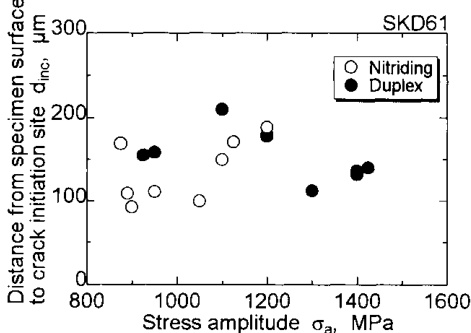 SKD61
Distance from specimen surface
to crack initiation site d_inc, μm
300
200
100
0
○ Nitriding
● Duplex
800 1000 1200 1400 1600
Stress amplitude σ_a, MPa